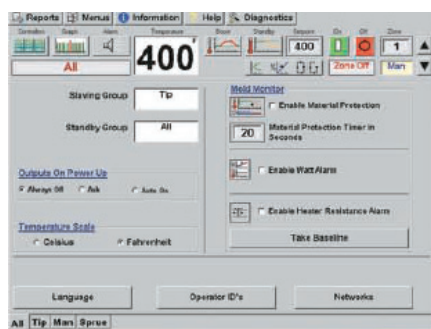 Reports Menus Information Help Diagnostics
Graph Alarm Temperature Boost Standby Setpoint On Off Zone
400° 400 1
All Zone Off Man
Slaving Group Tip
Standby Group All
Outputs On Power Up
Always Off Ask Auto On
Temperature Scale
Celsius Fahrenheit
Mold Monitor
Enable Material Protection
20 Material Protection Timer in Seconds
Enable Watt Alarm
Enable Heater Resistance Alarm
Take Baseline
Language Operator ID's Networks
All Tip Man Sprue